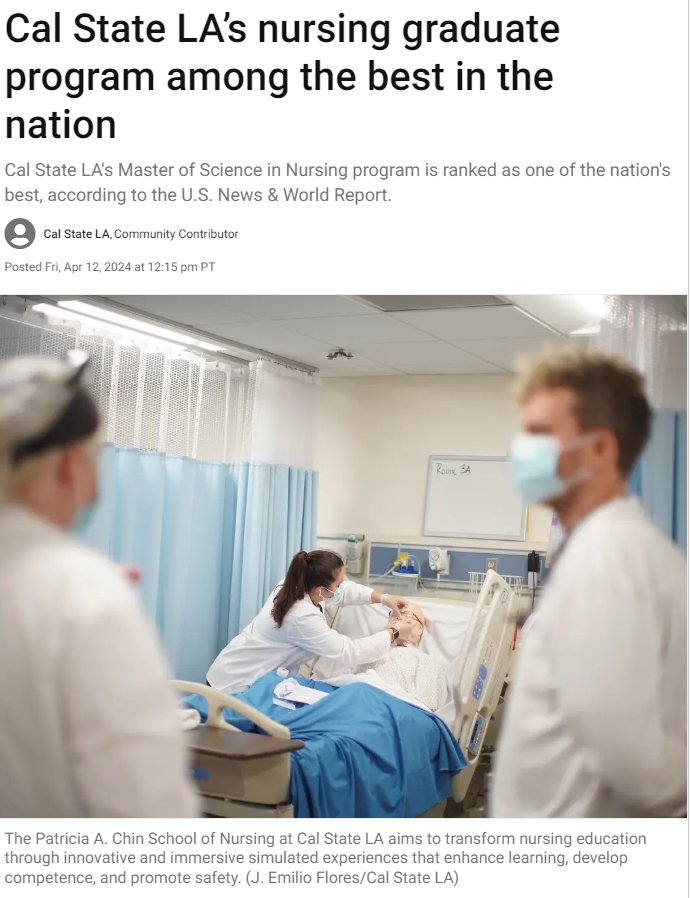 Cal State LA’s nursing graduate
program among the best in the
nation
Cal State LA's Master of Science in Nursing program is ranked as one of the nation's
best, according to the U.S. News & World Report.
Cal State LA, Community Contributor
Posted Fri, Apr 12, 2024 at 12:15 pm PT
Room 3A
The Patricia A. Chin School of Nursing at Cal State LA aims to transform nursing education
through innovative and immersive simulated experiences that enhance learning, develop
competence, and promote safety. (J. Emilio Flores/Cal State LA)